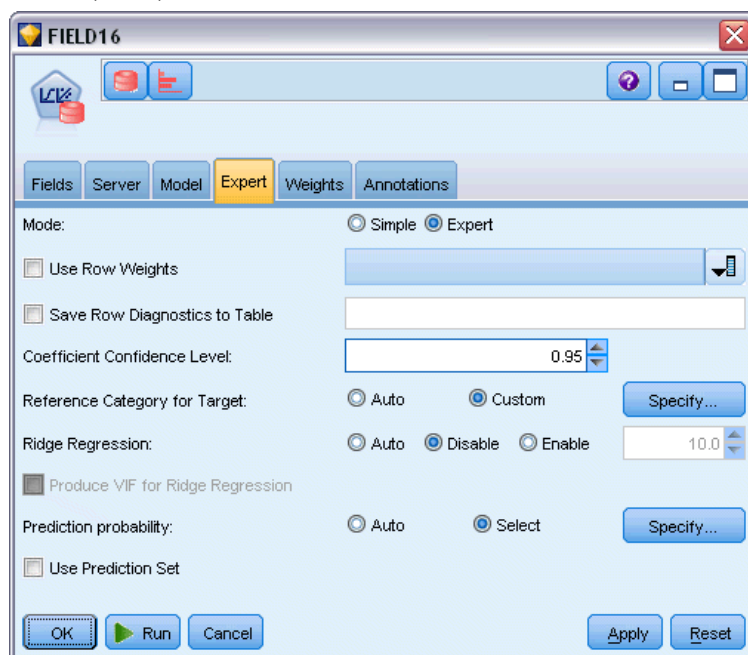 FIELD16
Fields Server Model Expert Weights Annotations
Mode: Simple Expert
Use Row Weights
Save Row Diagnostics to Table
Coefficient Confidence Level: 0.95
Reference Category for Target: Auto Custom Specify...
Ridge Regression: Auto Disable Enable 10.0
Produce VIF for Ridge Regression
Prediction probability: Auto Select Specify...
Use Prediction Set
OK Run Cancel Apply Reset